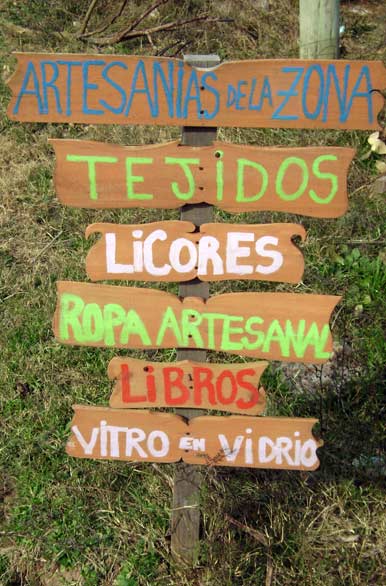 ARTESANIAS DE LA ZONA
TEJIDOS
LiCORES
ROPA ARTESANAL
LiBROS
ViTRO EN ViDRIO